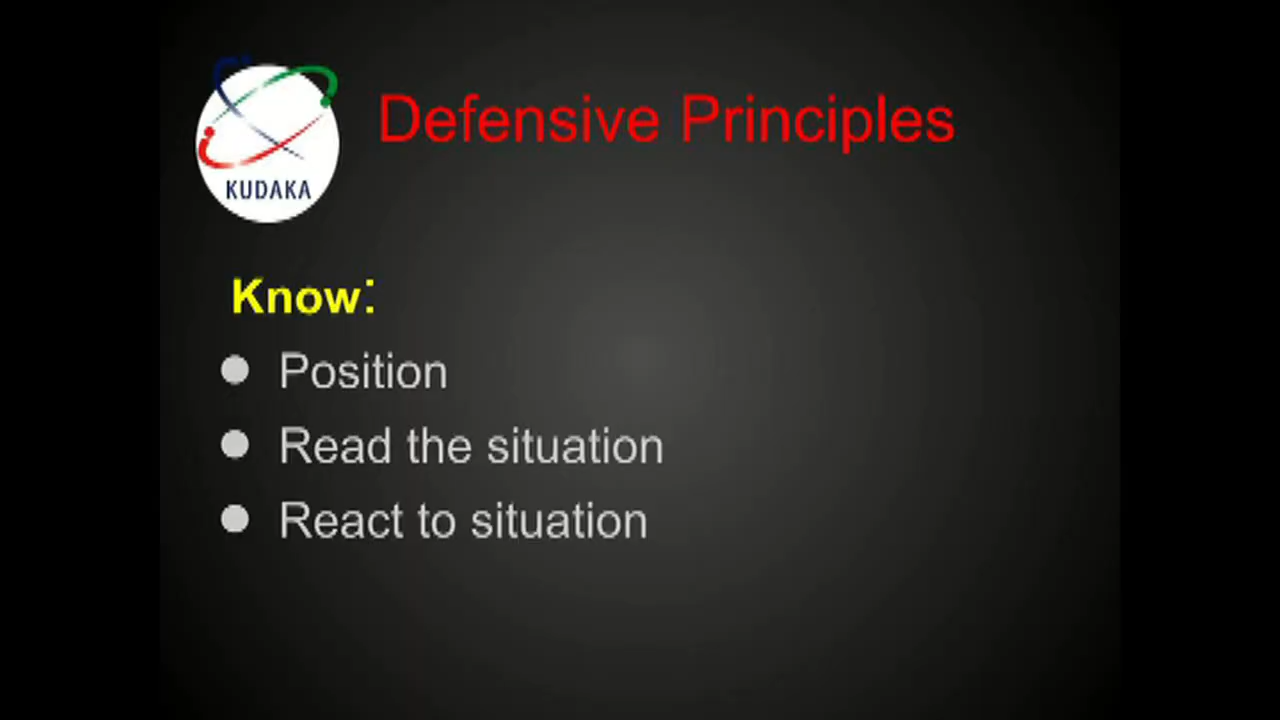 KUDAKA
Defensive Principles
Know:
● Position
● Read the situation
● React to situation